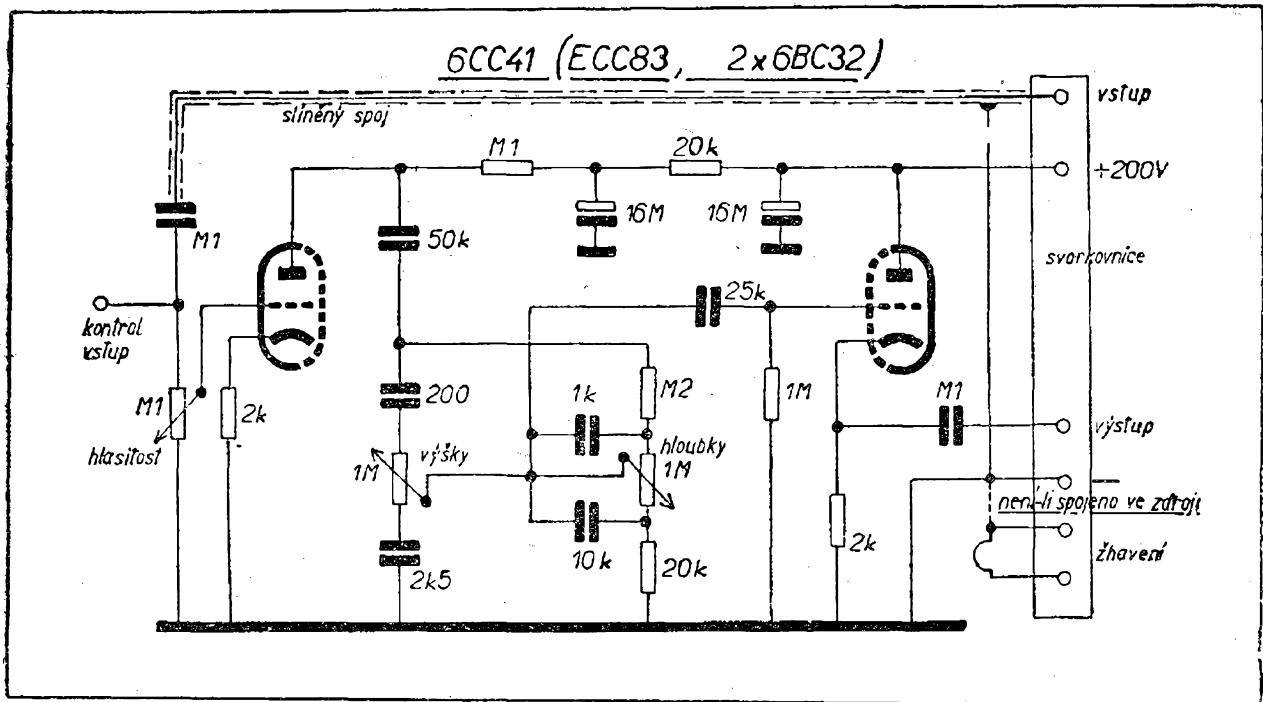 6CC41 (ECC83, 2x6BC32)
stíněný spoj
vstup
M1
20k
+200V
M1
16M
16M
50k
svorkovnice
25k
kontrol
vstup
M1
2k
hlasitost
200
1k
M2
1M
M1
výstup
1M
výšky
hloubky
1M
není-li spojeno ve zdroji
2k5
10k
20k
2k
žhavení